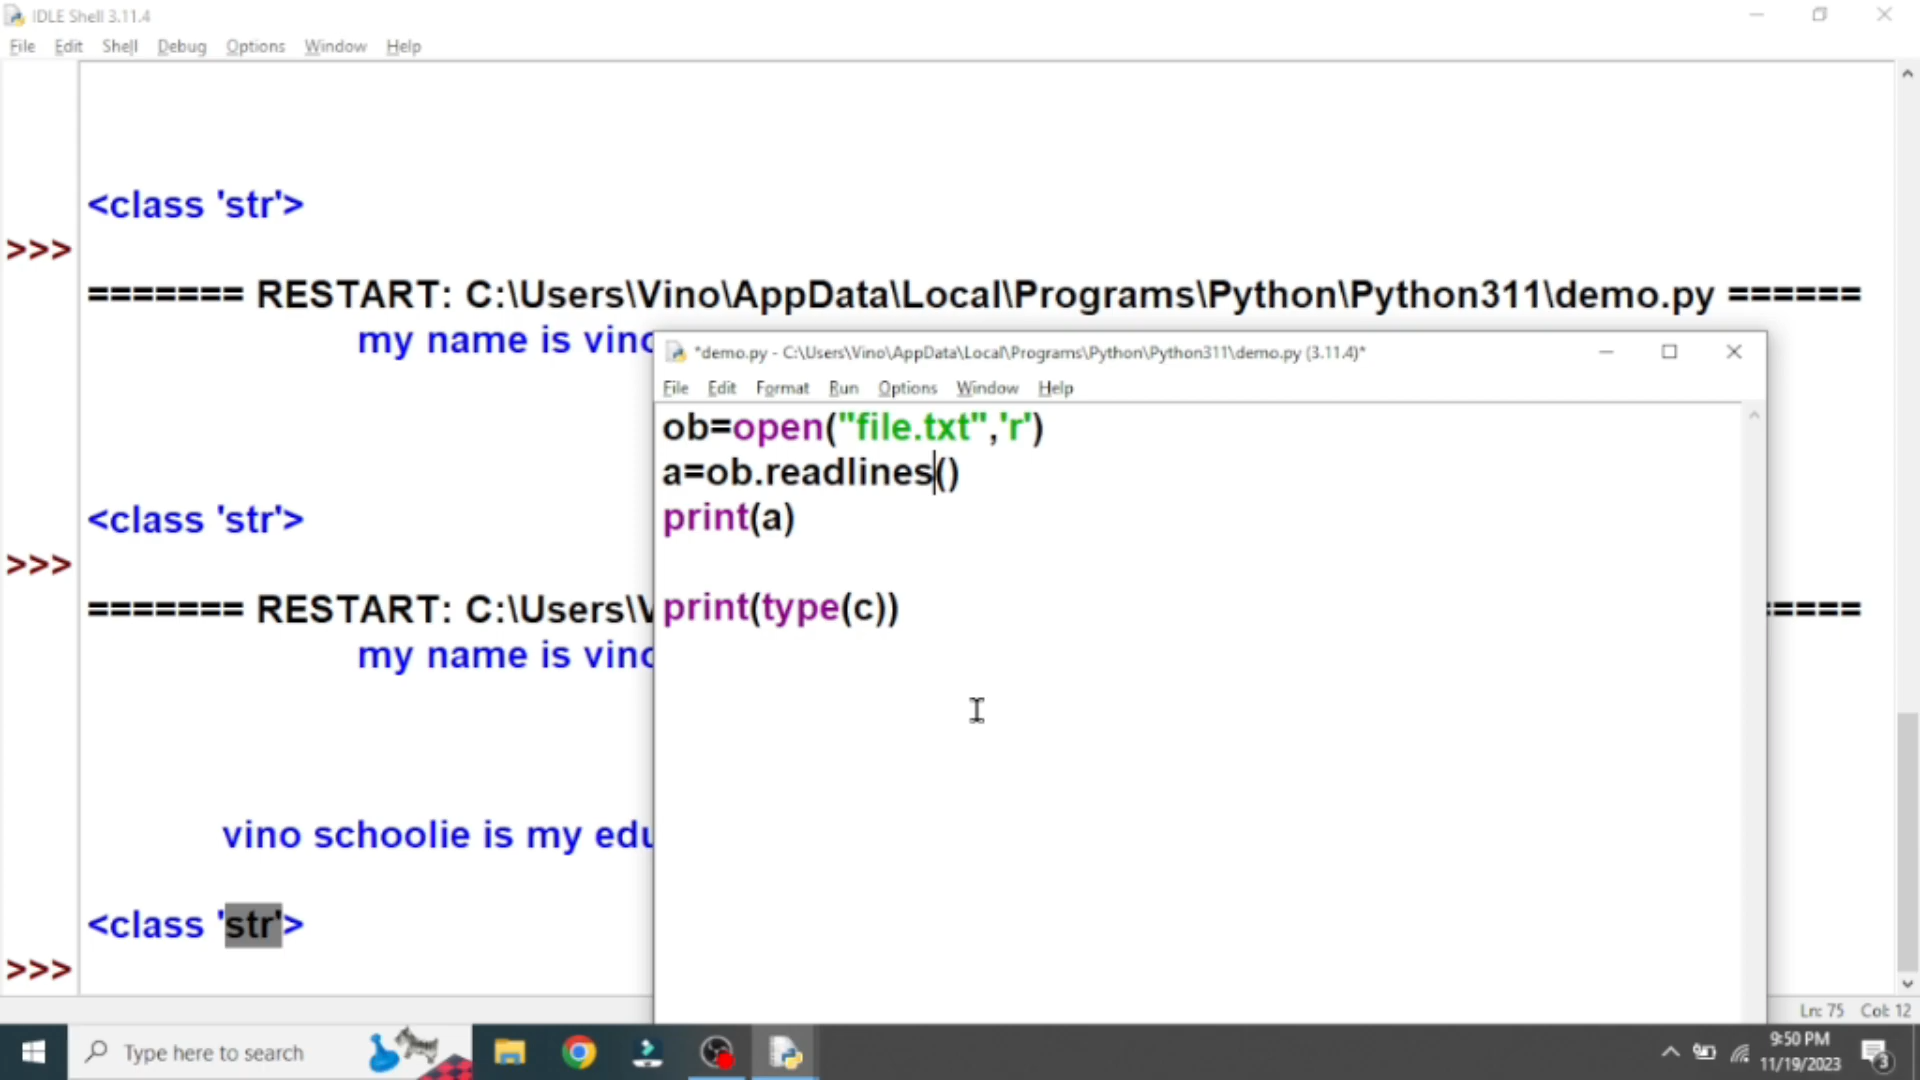 IDLE Shell 3.11.4
File Edit Shell Debug Options Window Help
<class 'str'>
>>>
======= RESTART: C:\Users\Vino\AppData\Local\Programs\Python\Python311\demo.py ======
my name is vino
*demo.py - C:\Users\Vino\AppData\Local\Programs\Python\Python311\demo.py (3.11.4)*
File Edit Format Run Options Window Help
ob=open("file.txt",'r')
a=ob.readlines()
print(a)
print(type(c))
<class 'str'>
>>>
======= RESTART: C:\Users\V
=====
my name is vino
vino schoolie is my edu
<class 'str'>
>>>
Ln: 75 Col: 12
Type here to search
9:50 PM
11/19/2023
3